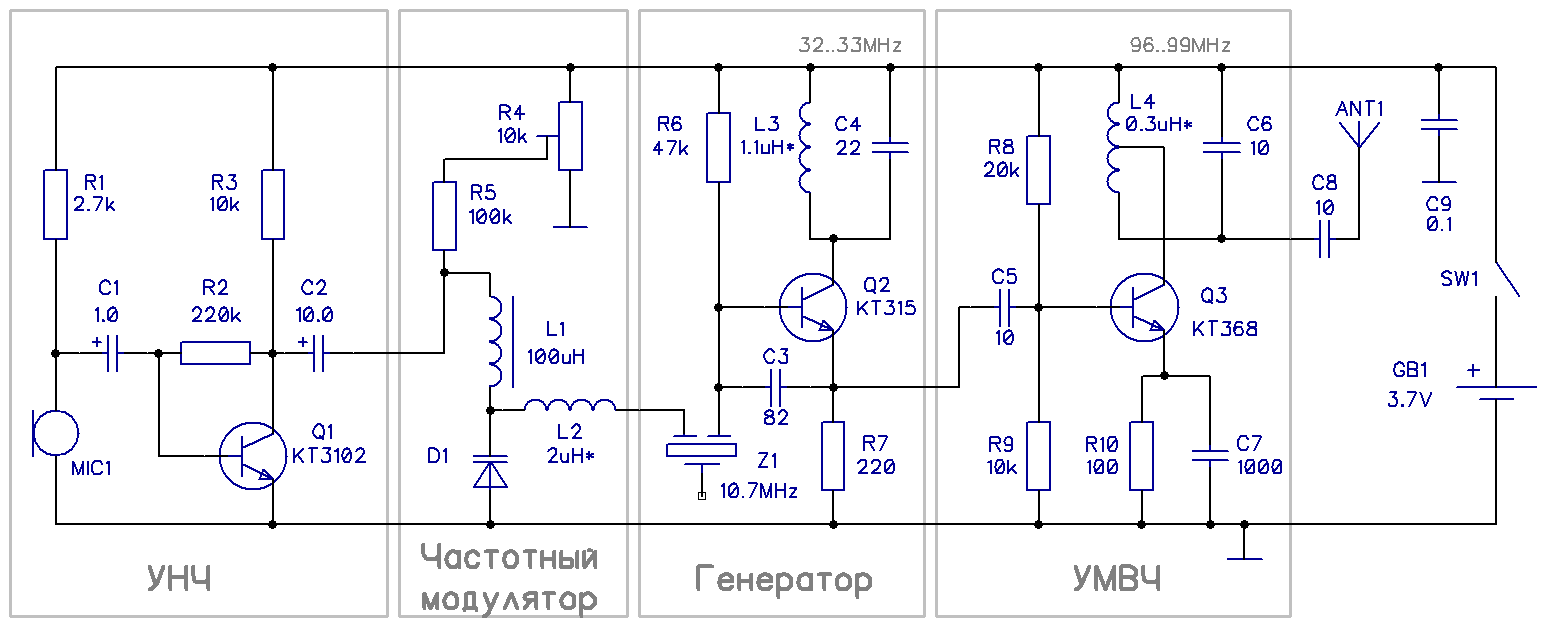 32..33MHz
96..99MHz
R1
2.7k
R3
10k
C1
+
1.0
R2
220k
C2
+
10.0
MIC1
Q1
KT3102
УНЧ
R4
10k
R5
100k
L1
100uH
L2
2uH*
D1
Частотный
модулятор
R6
47k
L3
1.1uH*
C4
22
Q2
KT315
C3
82
R7
220
Z1
10.7MHz
Генератор
R8
20k
L4
0.3uH*
C6
10
C5
10
Q3
KT368
R9
10k
R10
100
C7
1000
УМВЧ
ANT1
C8
10
C9
0.1
SW1
GB1
+
3.7V